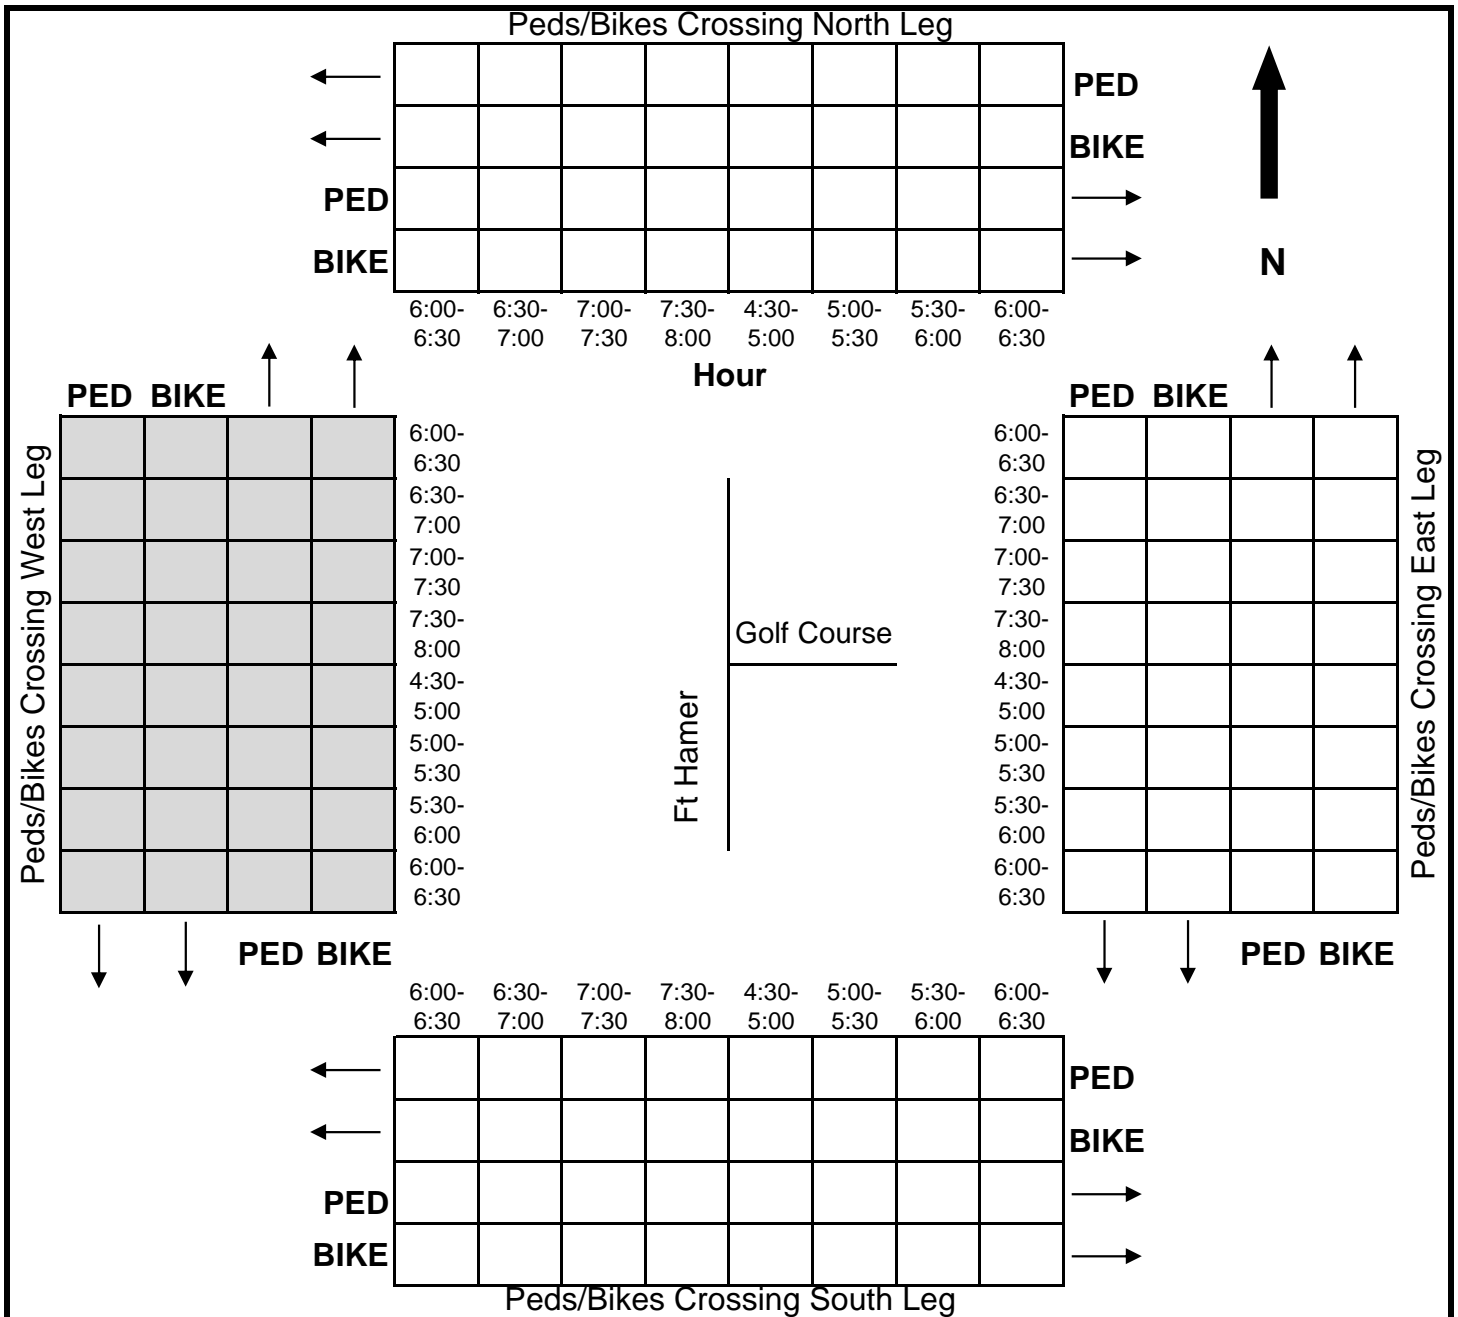 Peds/Bikes Crossing North Leg
PED
BIKE
PED
BIKE
N
6:00- 6:30- 7:00- 7:30- 4:30- 5:00- 5:30- 6:00-
6:30 7:00 7:30 8:00 5:00 5:30 6:00 6:30
Hour
PED BIKE
Peds/Bikes Crossing West Leg
6:00-
6:30
6:30-
7:00
7:00-
7:30
7:30-
8:00
4:30-
5:00
5:00-
5:30
5:30-
6:00
6:00-
6:30
PED BIKE
Golf Course
Ft Hamer
PED BIKE
6:00-
6:30
6:30-
7:00
7:00-
7:30
7:30-
8:00
4:30-
5:00
5:00-
5:30
5:30-
6:00
6:00-
6:30
Peds/Bikes Crossing East Leg
PED BIKE
6:00- 6:30- 7:00- 7:30- 4:30- 5:00- 5:30- 6:00-
6:30 7:00 7:30 8:00 5:00 5:30 6:00 6:30
PED
BIKE
PED
BIKE
Peds/Bikes Crossing South Leg